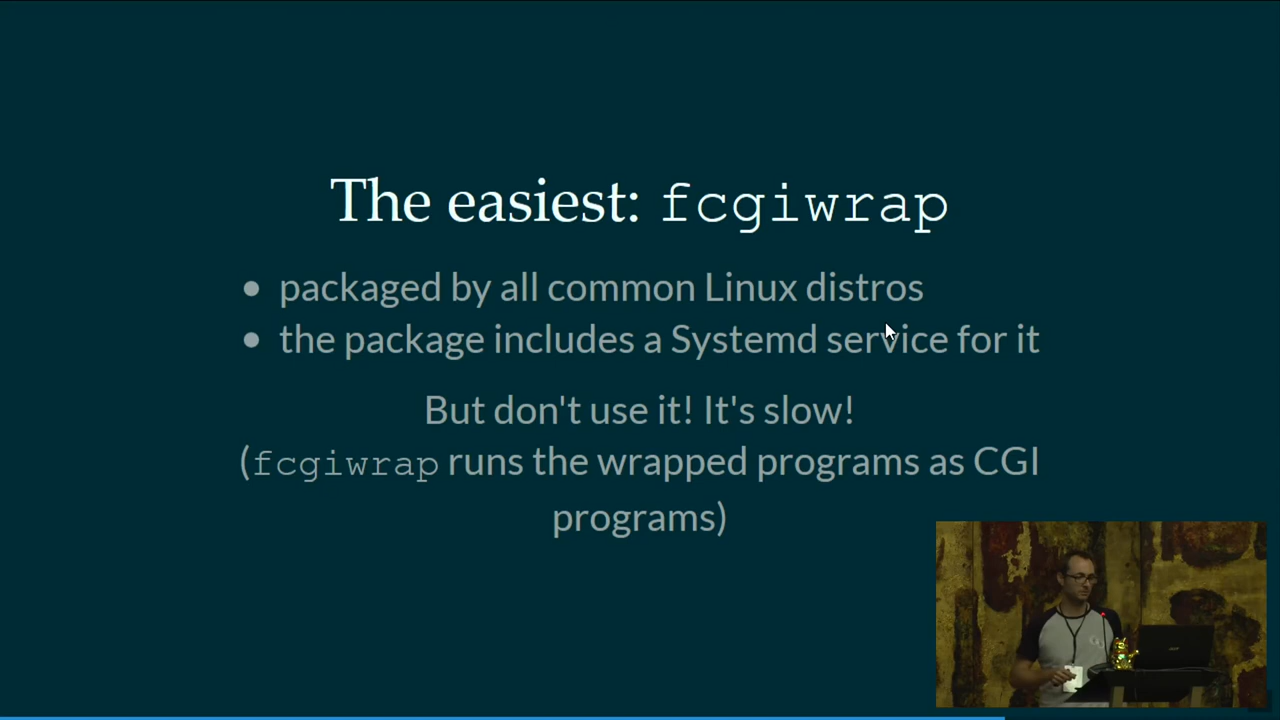 The easiest: fcgiwrap
packaged by all common Linux distros
the package includes a Systemd service for it
But don't use it! It's slow!
(fcgiwrap runs the wrapped programs as CGI
programs)